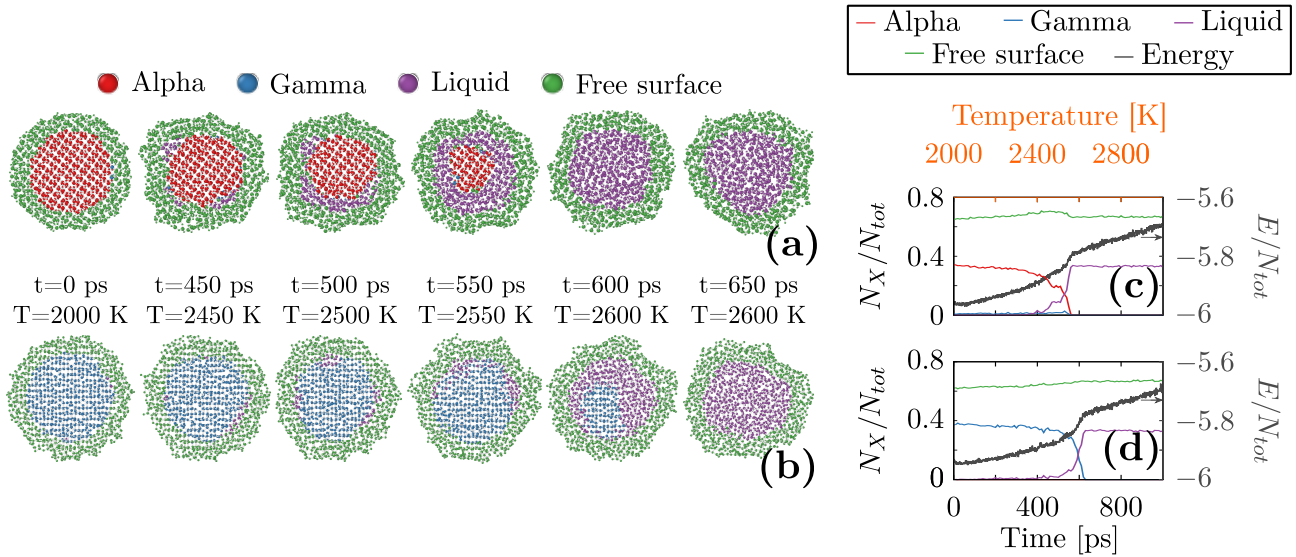 Alpha Gamma Liquid Free surface
(a)
t=0 ps t=450 ps t=500 ps t=550 ps t=600 ps t=650 ps
T=2000 K T=2450 K T=2500 K T=2550 K T=2600 K T=2600 K
(b)
Alpha Gamma Liquid
Free surface Energy
Temperature [K]
2000 2400 2800
0.8 −5.6
0.4 −5.8
0 −6
N_X/N_tot
E/N_tot
(c)
0.8 −5.6
0.4 −5.8
0 −6
N_X/N_tot
E/N_tot
(d)
0 400 800
Time [ps]